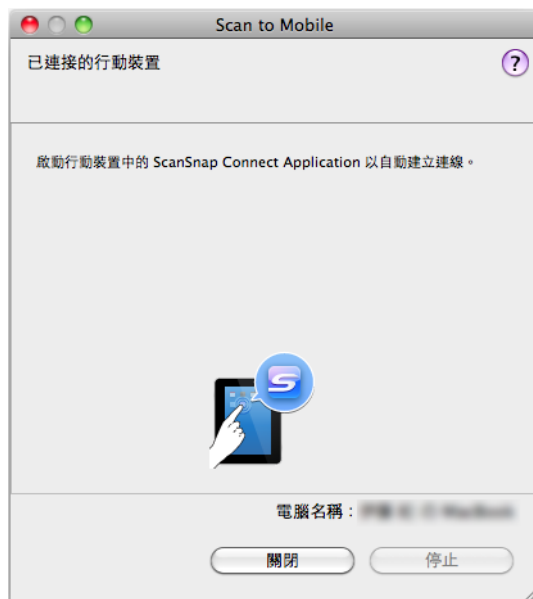 Scan to Mobile
已連接的行動裝置
?
啟動行動裝置中的 ScanSnap Connect Application 以自動建立連線。
S
電腦名稱：
關閉
停止